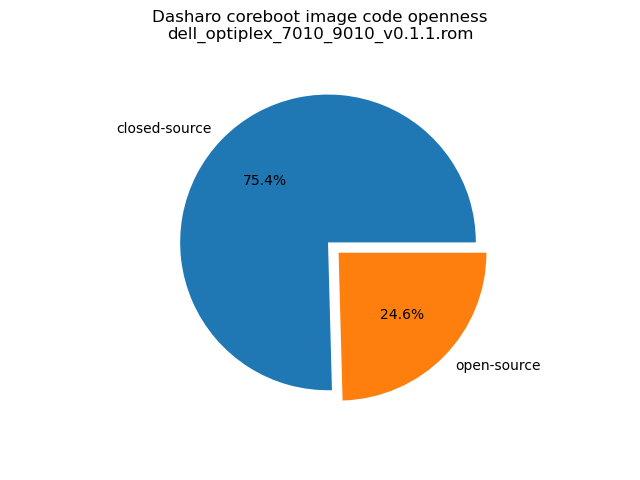 Dasharo coreboot image code openness
dell_optiplex_7010_9010_v0.1.1.rom
closed-source
75.4%
24.6%
open-source